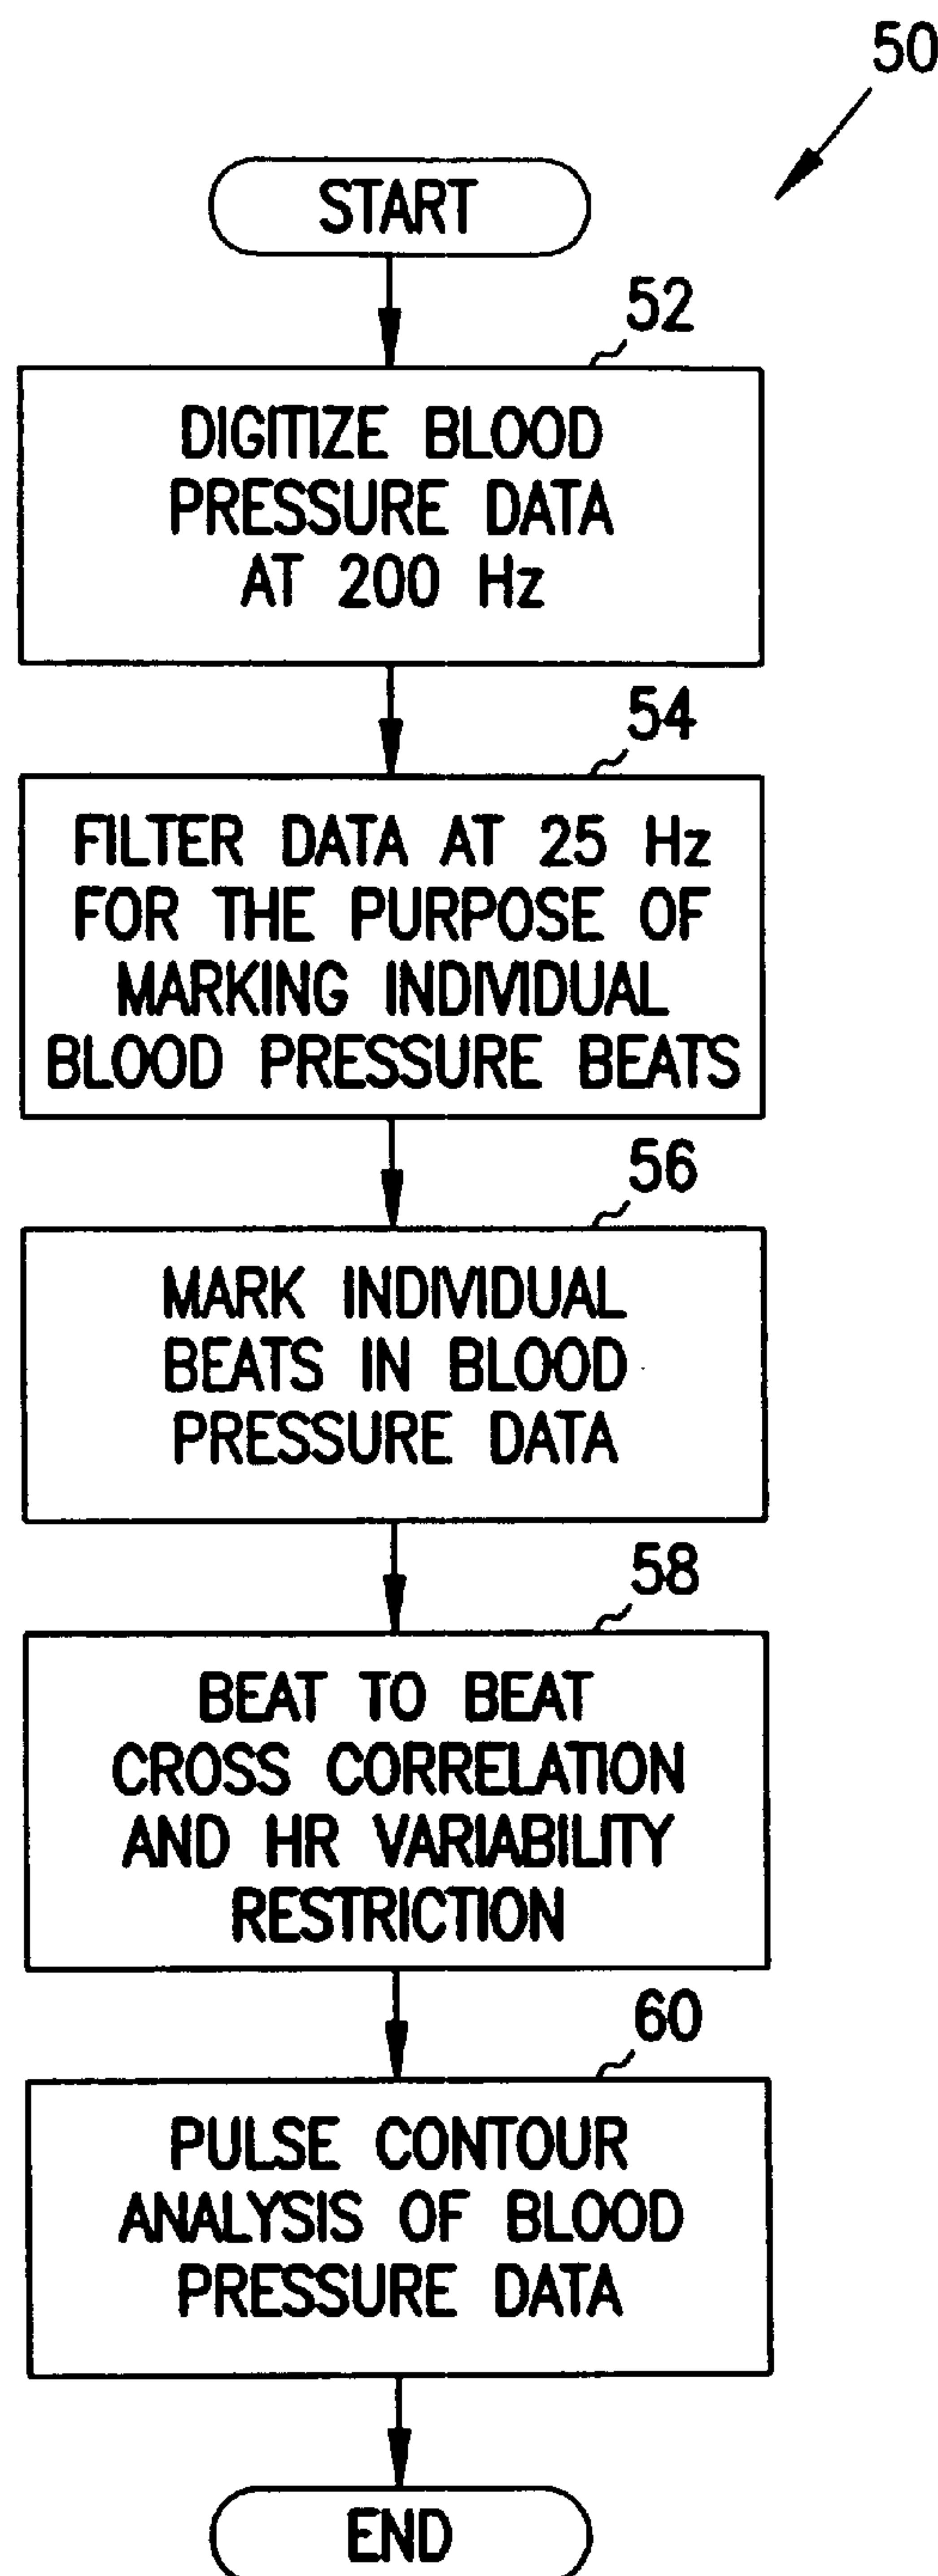 50
START
52
DIGITIZE BLOOD
PRESSURE DATA
AT 200 Hz
54
FILTER DATA AT 25 Hz
FOR THE PURPOSE OF
MARKING INDIVIDUAL
BLOOD PRESSURE BEATS
56
MARK INDIVIDUAL
BEATS IN BLOOD
PRESSURE DATA
58
BEAT TO BEAT
CROSS CORRELATION
AND HR VARIABILITY
RESTRICTION
60
PULSE CONTOUR
ANALYSIS OF BLOOD
PRESSURE DATA
END